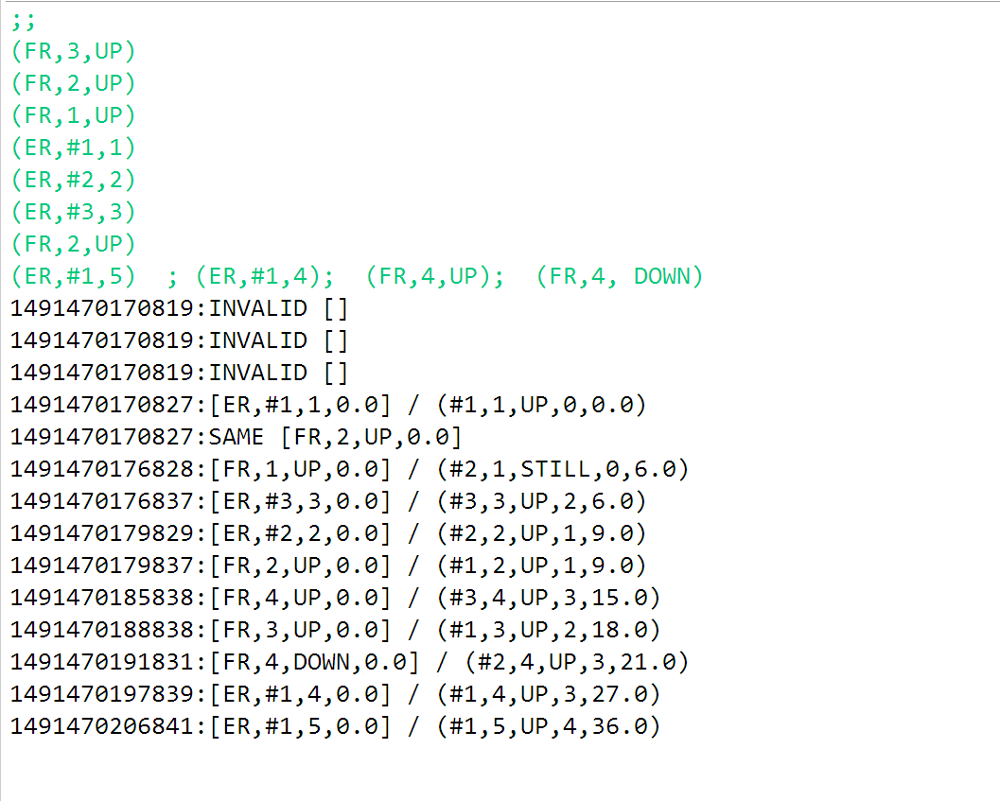 ;;
(FR,3,UP)
(FR,2,UP)
(FR,1,UP)
(ER,#1,1)
(ER,#2,2)
(ER,#3,3)
(FR,2,UP)
(ER,#1,5)  ; (ER,#1,4);  (FR,4,UP);  (FR,4, DOWN)
1491470170819:INVALID []
1491470170819:INVALID []
1491470170819:INVALID []
1491470170827:[ER,#1,1,0.0] / (#1,1,UP,0,0.0)
1491470170827:SAME [FR,2,UP,0.0]
1491470176828:[FR,1,UP,0.0] / (#2,1,STILL,0,6.0)
1491470176837:[ER,#3,3,0.0] / (#3,3,UP,2,6.0)
1491470179829:[ER,#2,2,0.0] / (#2,2,UP,1,9.0)
1491470179837:[FR,2,UP,0.0] / (#1,2,UP,1,9.0)
1491470185838:[FR,4,UP,0.0] / (#3,4,UP,3,15.0)
1491470188838:[FR,3,UP,0.0] / (#1,3,UP,2,18.0)
1491470191831:[FR,4,DOWN,0.0] / (#2,4,UP,3,21.0)
1491470197839:[ER,#1,4,0.0] / (#1,4,UP,3,27.0)
1491470206841:[ER,#1,5,0.0] / (#1,5,UP,4,36.0)